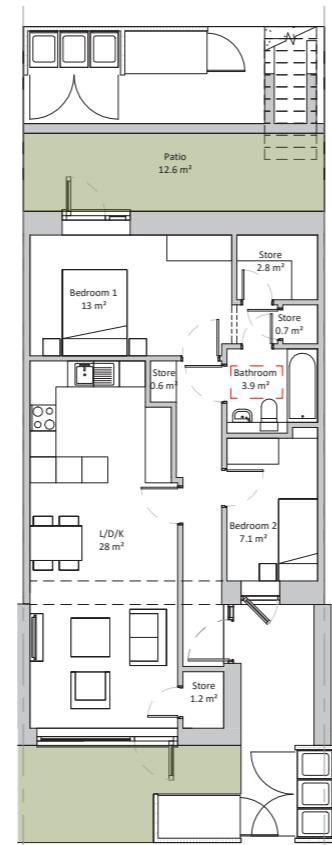 Patio
12.6 m²
Store
2.8 m²
Bedroom 1
13 m²
Store
0.7 m²
Store
0.6 m²
Bathroom
3.9 m²
Bedroom 2
7.1 m²
L/D/K
28 m²
Store
1.2 m²